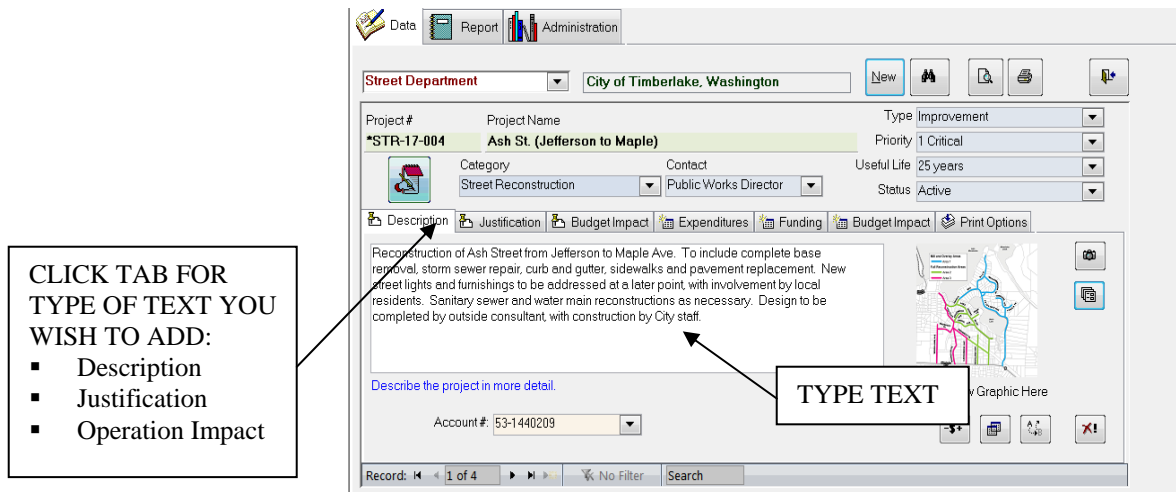 Data Report Administration
Street Department City of Timberlake, Washington New
Project # Project Name Type Improvement
*STR-17-004 Ash St. (Jefferson to Maple) Priority 1 Critical
Category Contact Useful Life 25 years
Street Reconstruction Public Works Director Status Active
Description Justification Budget Impact Expenditures Funding Budget Impact Print Options
Reconstruction of Ash Street from Jefferson to Maple Ave. To include complete base
removal, storm sewer repair, curb and gutter, sidewalks and pavement replacement. New
street lights and furnishings to be addressed at a later point, with involvement by local
residents. Sanitary sewer and water main reconstructions as necessary. Design to be
completed by outside consultant, with construction by City staff.
CLICK TAB FOR
TYPE OF TEXT YOU
WISH TO ADD:
▪ Description
▪ Justification
▪ Operation Impact
TYPE TEXT
Describe the project in more detail.
Graphic Here
Account #: 53-1440209
-$+
Record: 1 of 4 No Filter Search